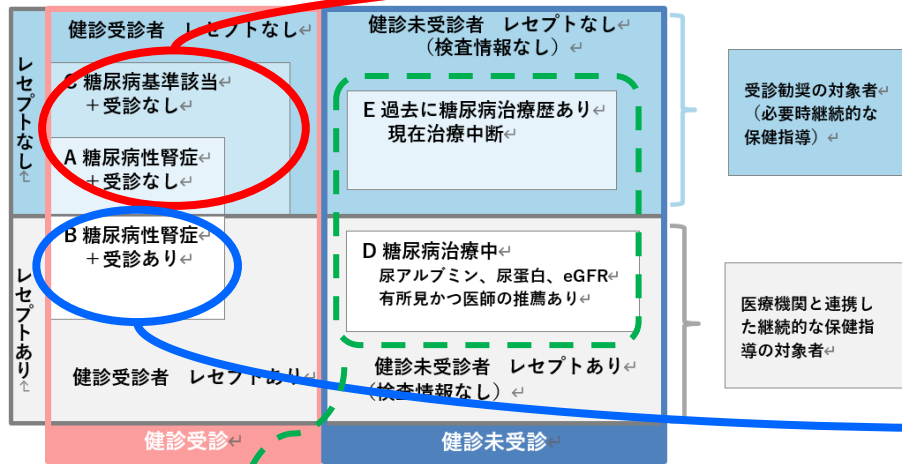 健診受診者 レセプトなし
レセプトなし
C 糖尿病基準該当
＋受診なし
A 糖尿病性腎症
＋受診なし
健診未受診者 レセプトなし
（検査情報なし）
E 過去に糖尿病治療歴あり
現在治療中断
受診勧奨の対象者
（必要時継続的な
保健指導）
レセプトあり
B 糖尿病性腎症
＋受診あり
健診受診者 レセプトあり
D 糖尿病治療中
尿アルブミン、尿蛋白、eGFR
有所見かつ医師の推薦あり
健診未受診者 レセプトあり
（検査情報なし）
医療機関と連携し
た継続的な保健指
導の対象者
健診受診
健診未受診